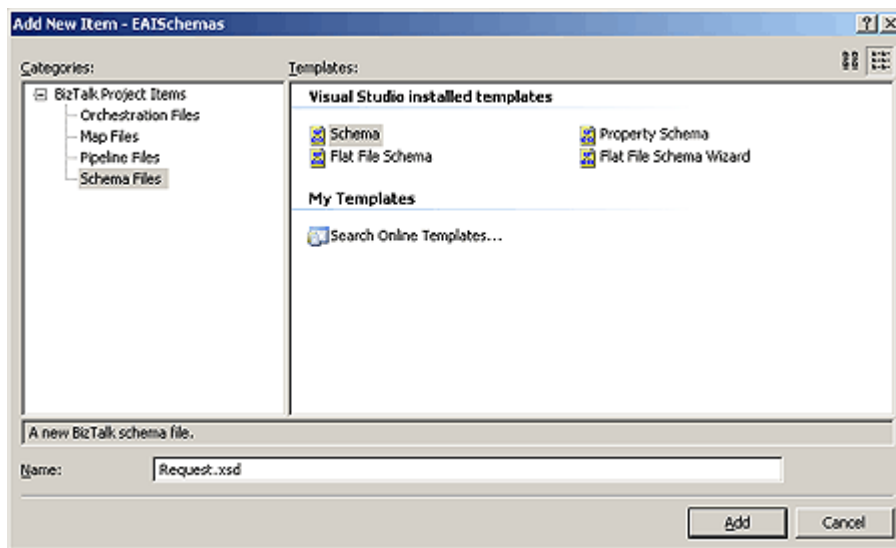 Add New Item - EAISchemas
Categories:
Templates:
BizTalk Project Items
Orchestration Files
Map Files
Pipeline Files
Schema Files
Visual Studio installed templates
Schema
Property Schema
Flat File Schema
Flat File Schema Wizard
My Templates
Search Online Templates...
A new BizTalk schema file.
Name:
Request.xsd
Add
Cancel